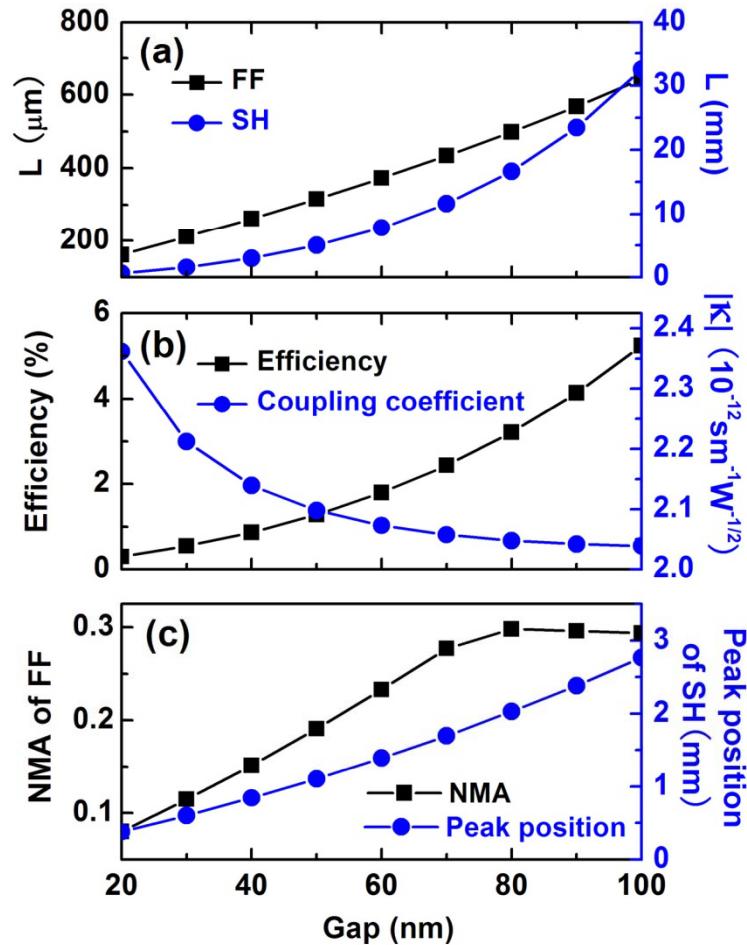 (a)
FF
SH
L (μm)
800
600
400
200
L (mm)
40
30
20
10
0
(b)
Efficiency
Coupling coefficient
Efficiency (%)
6
4
2
0
|κ| (10⁻¹²sm⁻¹W⁻¹/²)
2.4
2.3
2.2
2.1
2.0
(c)
NMA
Peak position
NMA of FF
0.3
0.2
0.1
Peak position
of SH (mm)
3
2
1
0
20 40 60 80 100
Gap (nm)